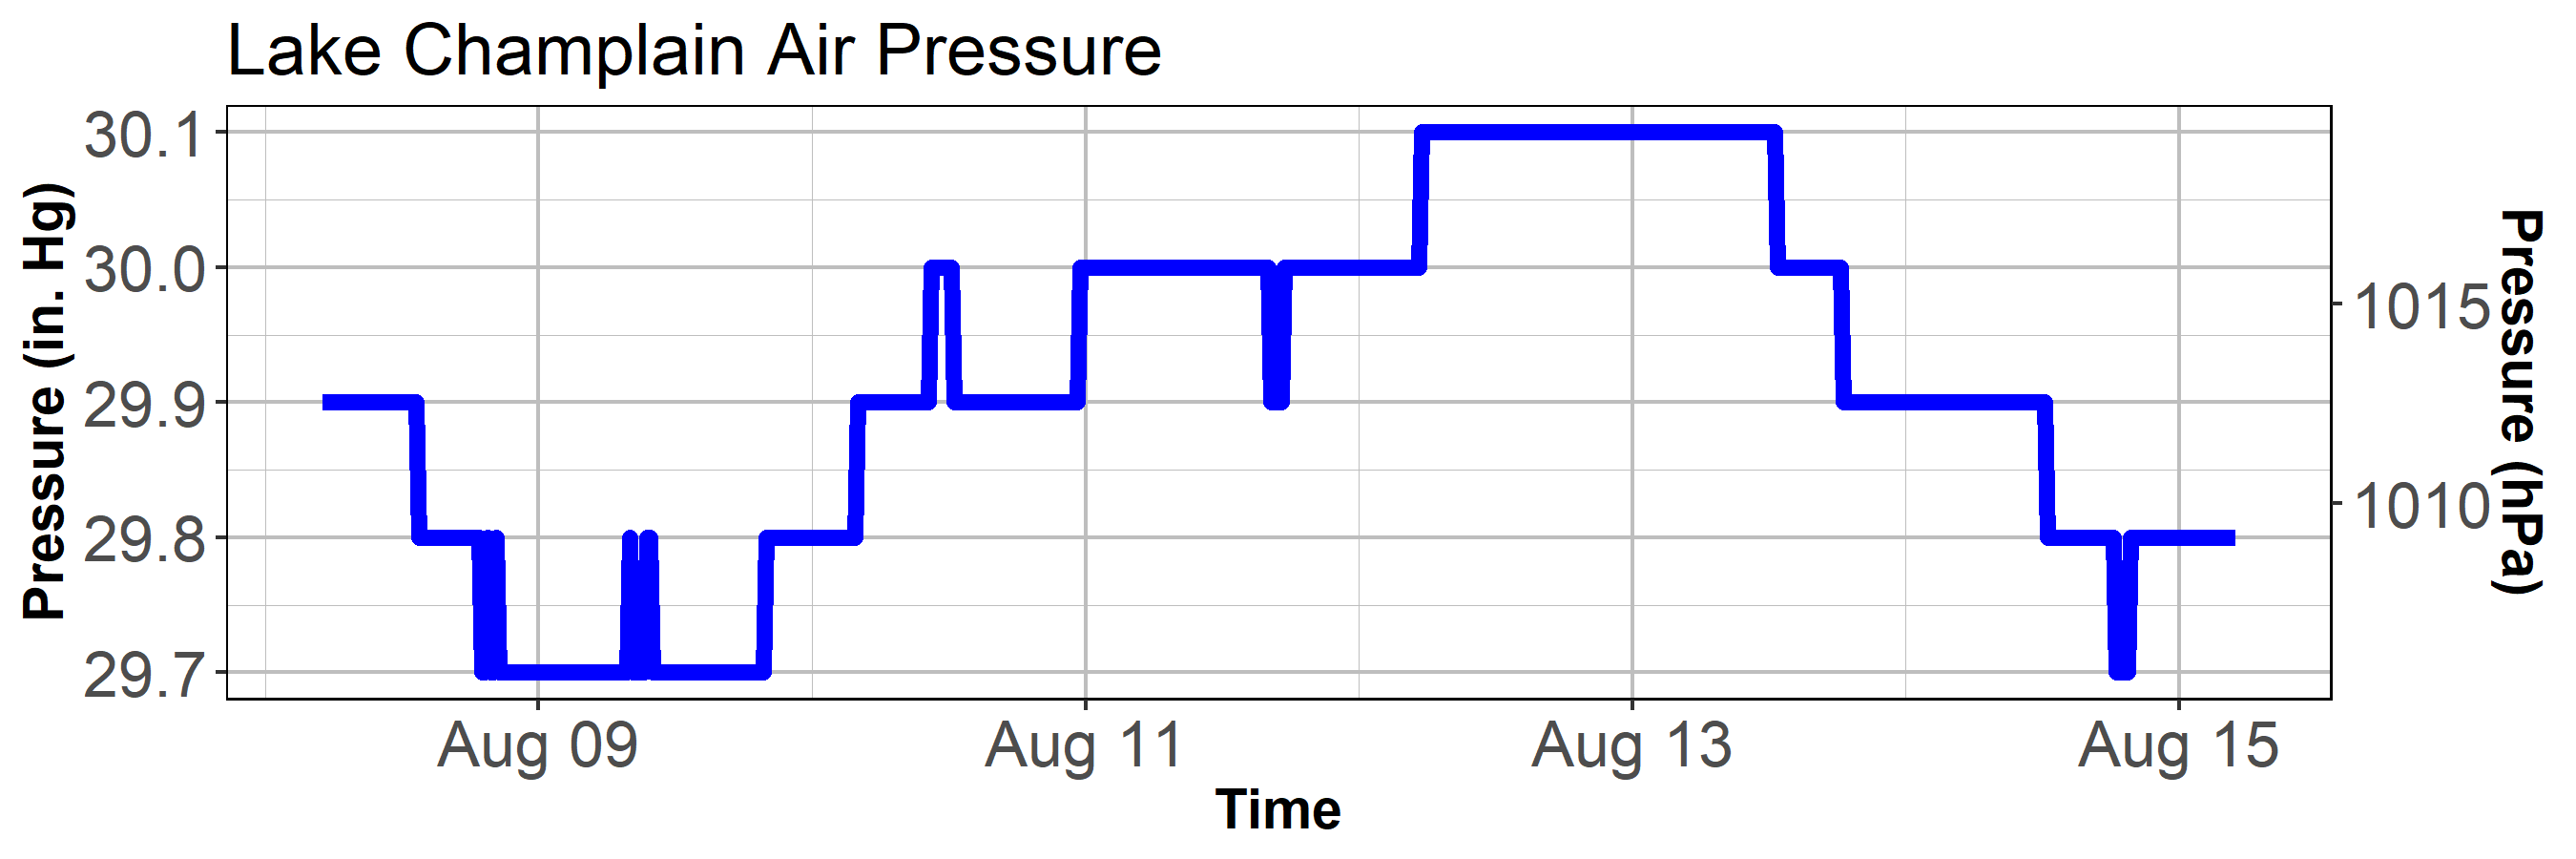 Lake Champlain Air Pressure
Pressure (in. Hg)
30.1
30.0
29.9
29.8
29.7
1015
1010
Pressure (hPa)
Aug 09
Aug 11
Aug 13
Aug 15
Time